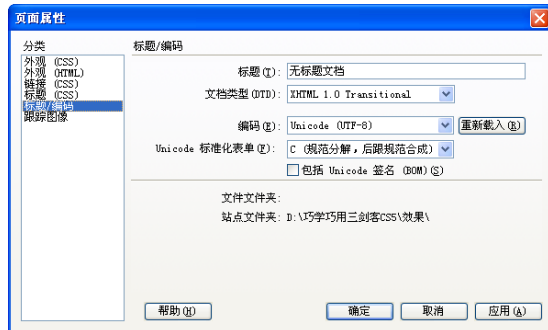 页面属性
分类
外观 (CSS)
外观 (HTML)
链接 (CSS)
标题 (CSS)
标题/编码
跟踪图像
标题/编码
标题(T): 无标题文档
文档类型(DTD): XHTML 1.0 Transitional
编码(E): Unicode (UTF-8) 重新载入(R)
Unicode 标准化表单(F): C (规范分解，后跟规范合成)
包括 Unicode 签名 (BOM)(S)
文件文件夹:
站点文件夹: D:\巧学巧用三剑客CS5\效果\
帮助(H) 确定 取消 应用(A)